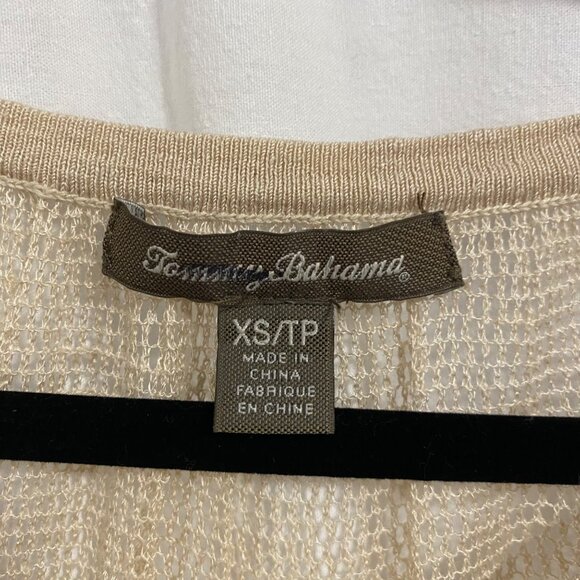 Tommy Bahama®
XS/TP
MADE IN
CHINA
FABRIQUE
EN CHINE